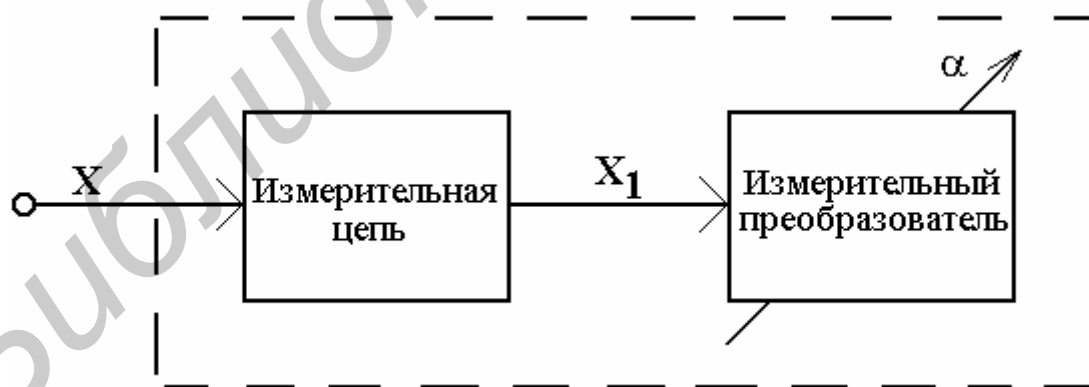 α
X
Измерительная
цепь
X1
Измерительный
преобразователь